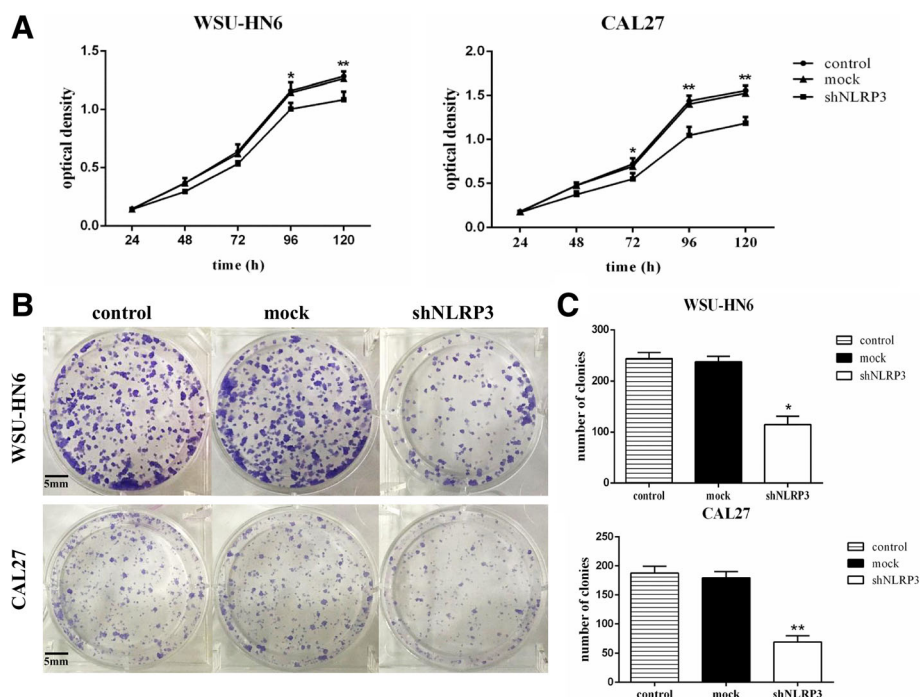 A
WSU-HN6
CAL27
optical density
1.5
1.0
0.5
0.0
*
**
24 48 72 96 120
time (h)
optical density
2.0
1.5
1.0
0.5
0.0
*
**
**
24 48 72 96 120
time (h)
control
mock
shNLRP3
B
control mock shNLRP3
WSU-HN6
5mm
CAL27
5mm
C
WSU-HN6
number of clonies
300
200
100
0
*
control mock shNLRP3
control
mock
shNLRP3
CAL27
number of clonies
250
200
150
100
50
0
**
control mock shNLRP3
control
mock
shNLRP3